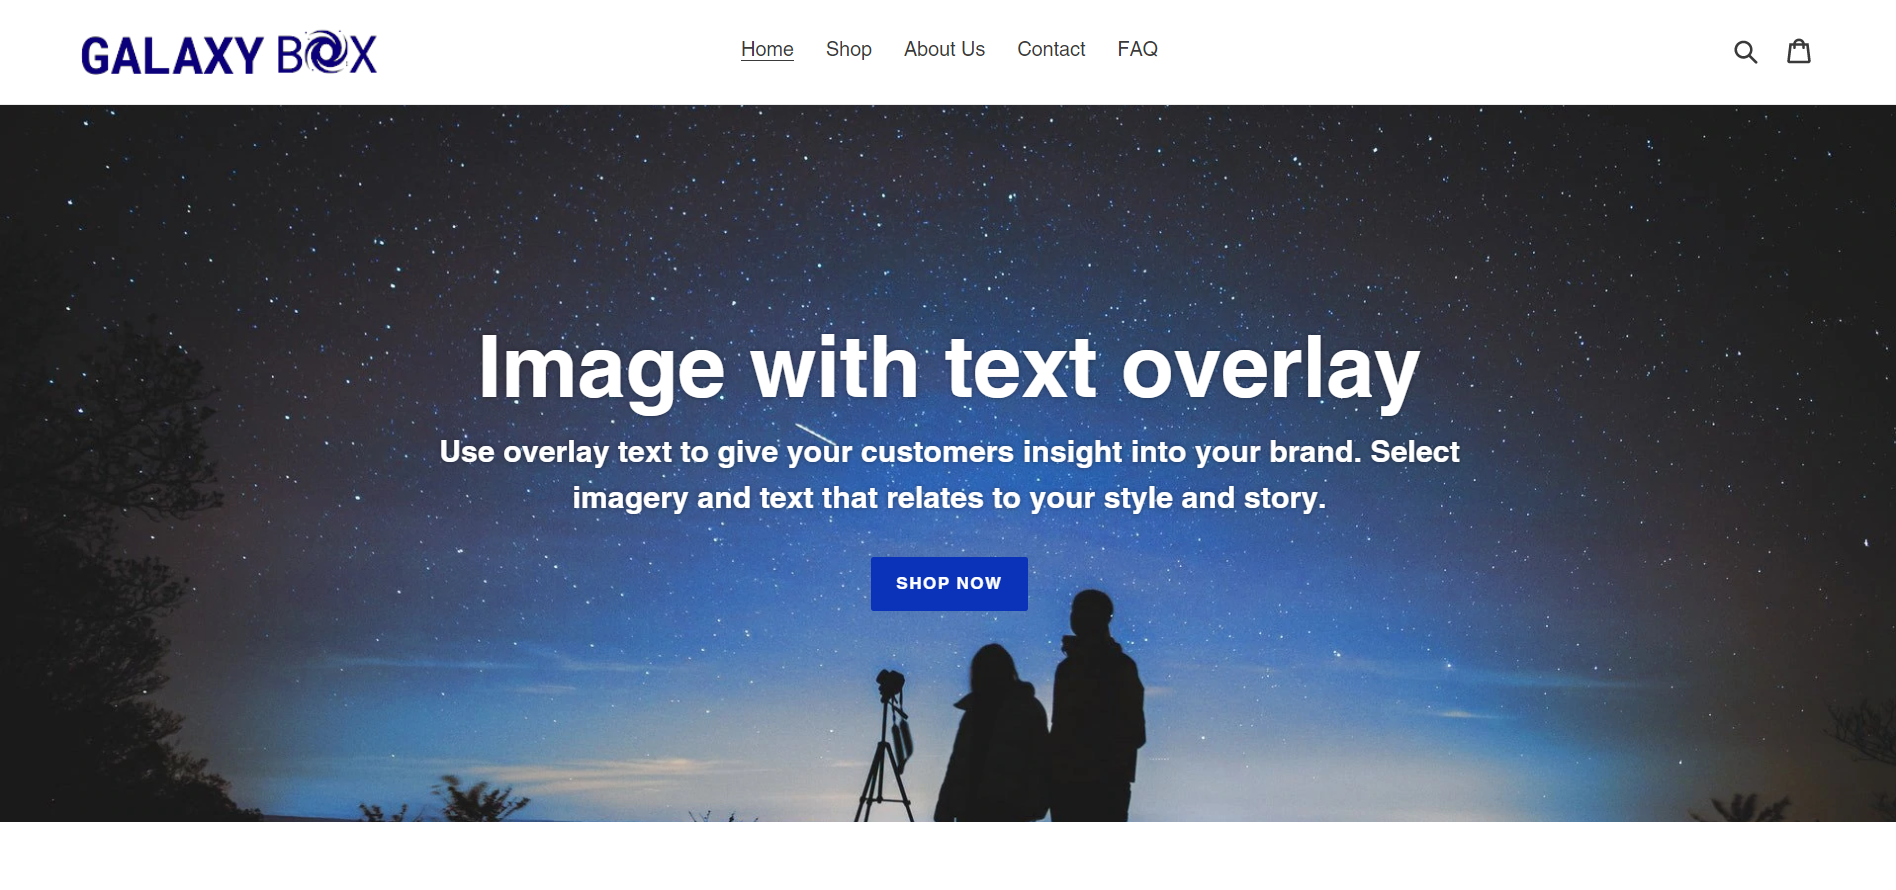 GALAXY BOX
Home Shop About Us Contact FAQ
Image with text overlay
Use overlay text to give your customers insight into your brand. Select
imagery and text that relates to your style and story.
SHOP NOW